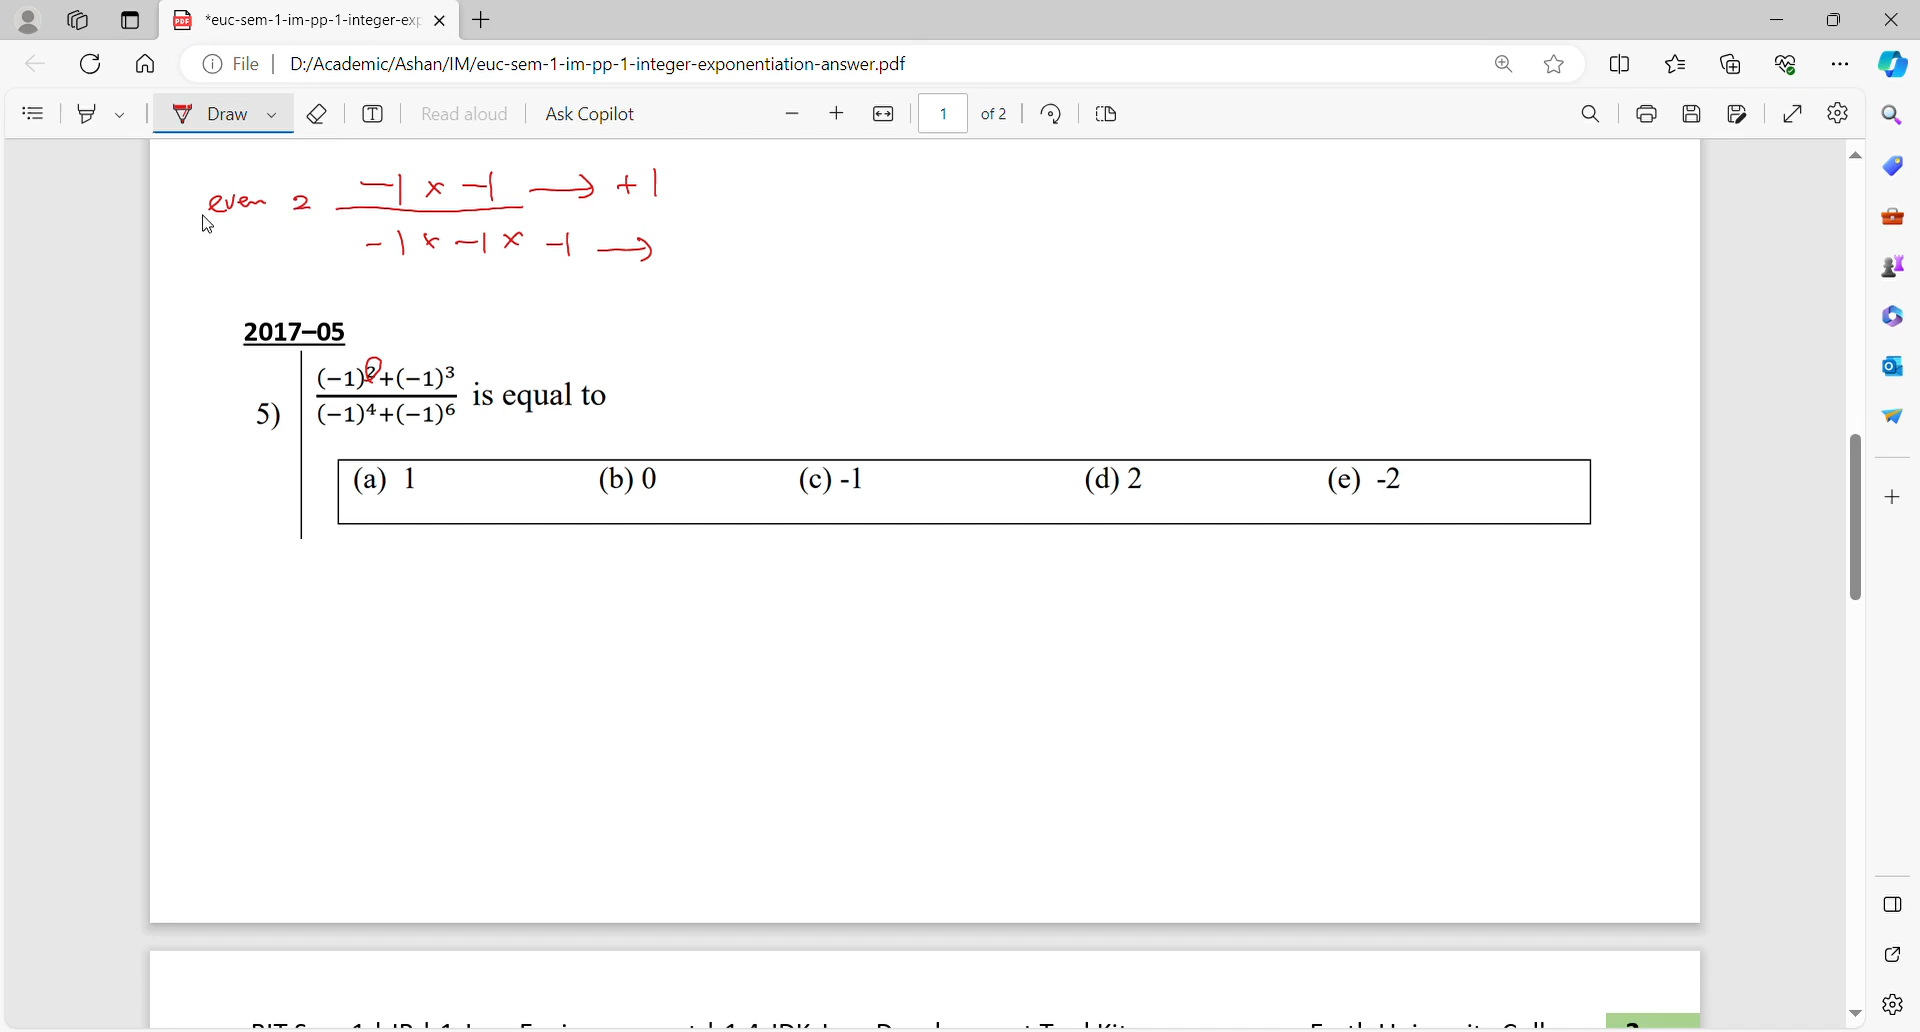 *euc-sem-1-im-pp-1-integer-exp
File D:/Academic/Ashan/IM/euc-sem-1-im-pp-1-integer-exponentiation-answer.pdf
Draw Read aloud Ask Copilot 1 of 2
even 2 -1 x -1 → +1
-1 x -1 x -1 →
2017–05
5) (−1)²+(−1)³ is equal to
(−1)⁴+(−1)⁶
(a) 1 (b) 0 (c) -1 (d) 2 (e) -2